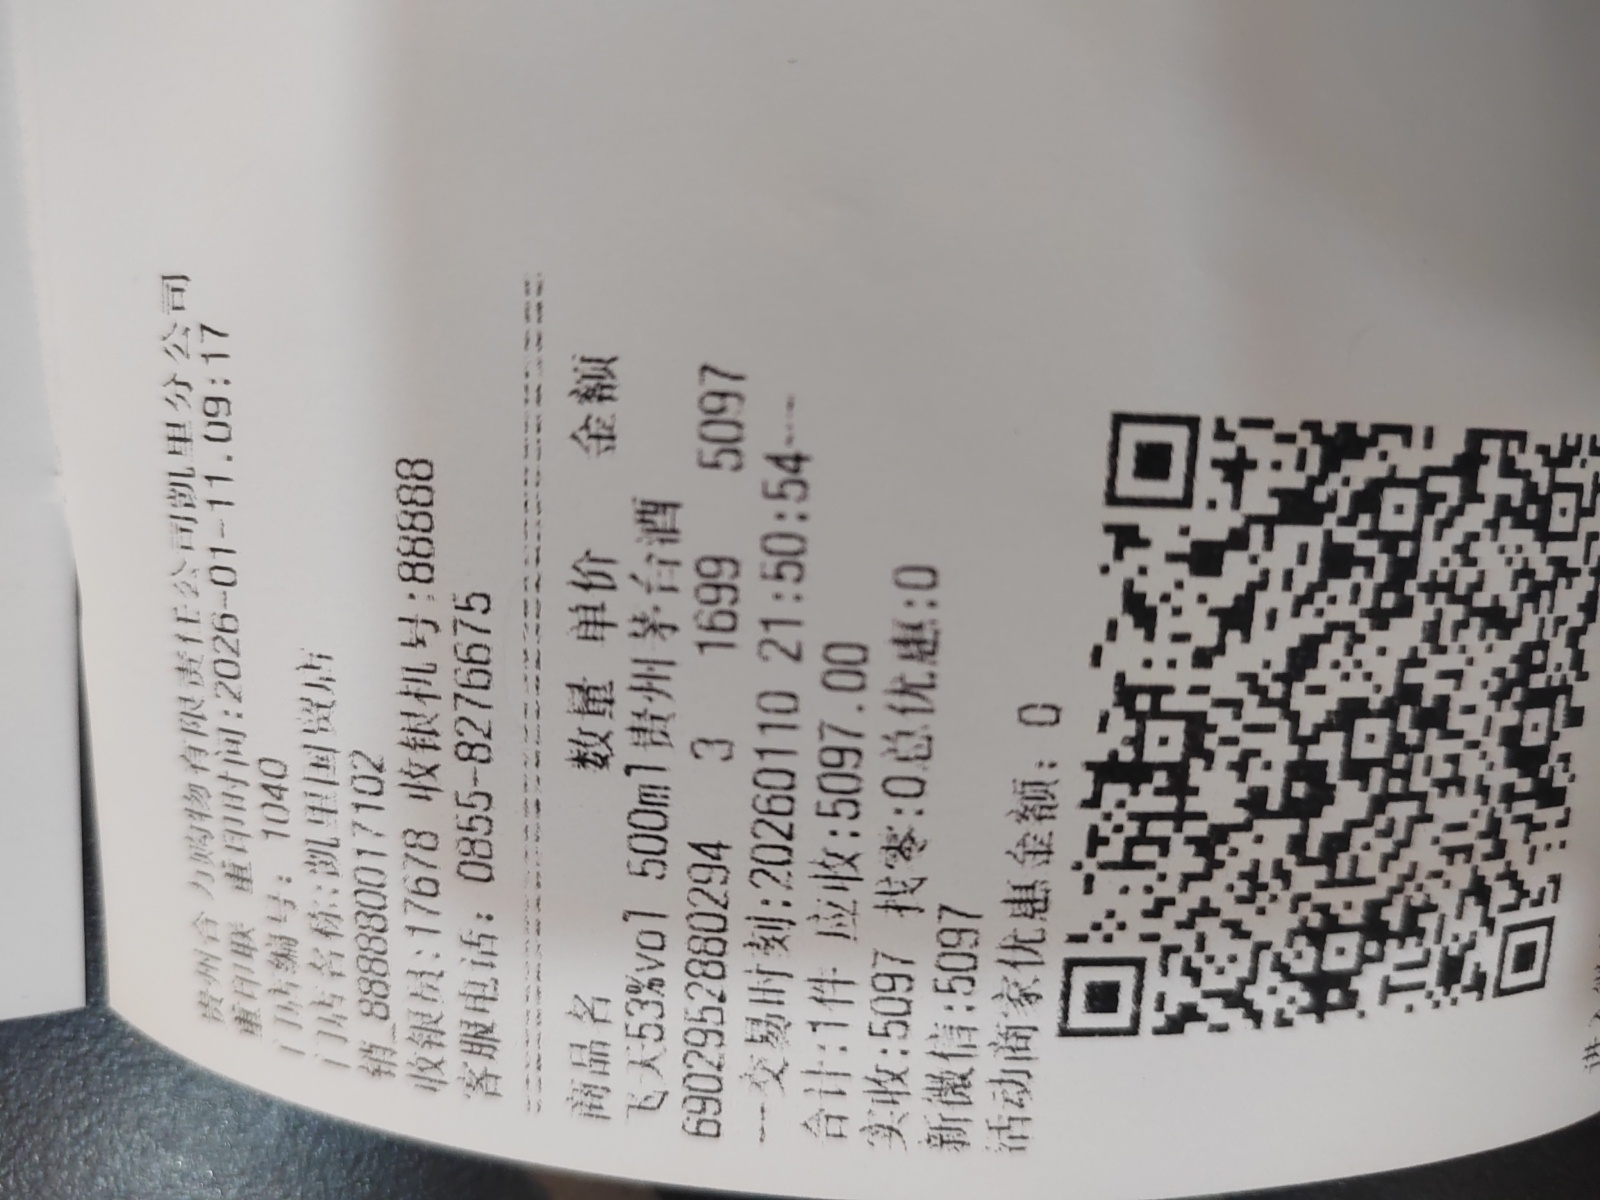 贵州合力购物有限责任公司凯里分公司
重印联 重印时间:2026-01-11.09:17
门店编号: 1040
门店名称:凯里国贸店
销_8888800017102
收银员:17678 收银机号:88888
客服电话: 0855-8276675
商品名 数量 单价 金额
飞天53%vol 500ml贵州茅台酒
6902952880294 3 1699 5097
---交易时刻:20260110 21:50:54---
合计:1件 应收:5097.00
实收:5097 找零:0总优惠:0
新微信:5097
活动商家优惠金额: 0